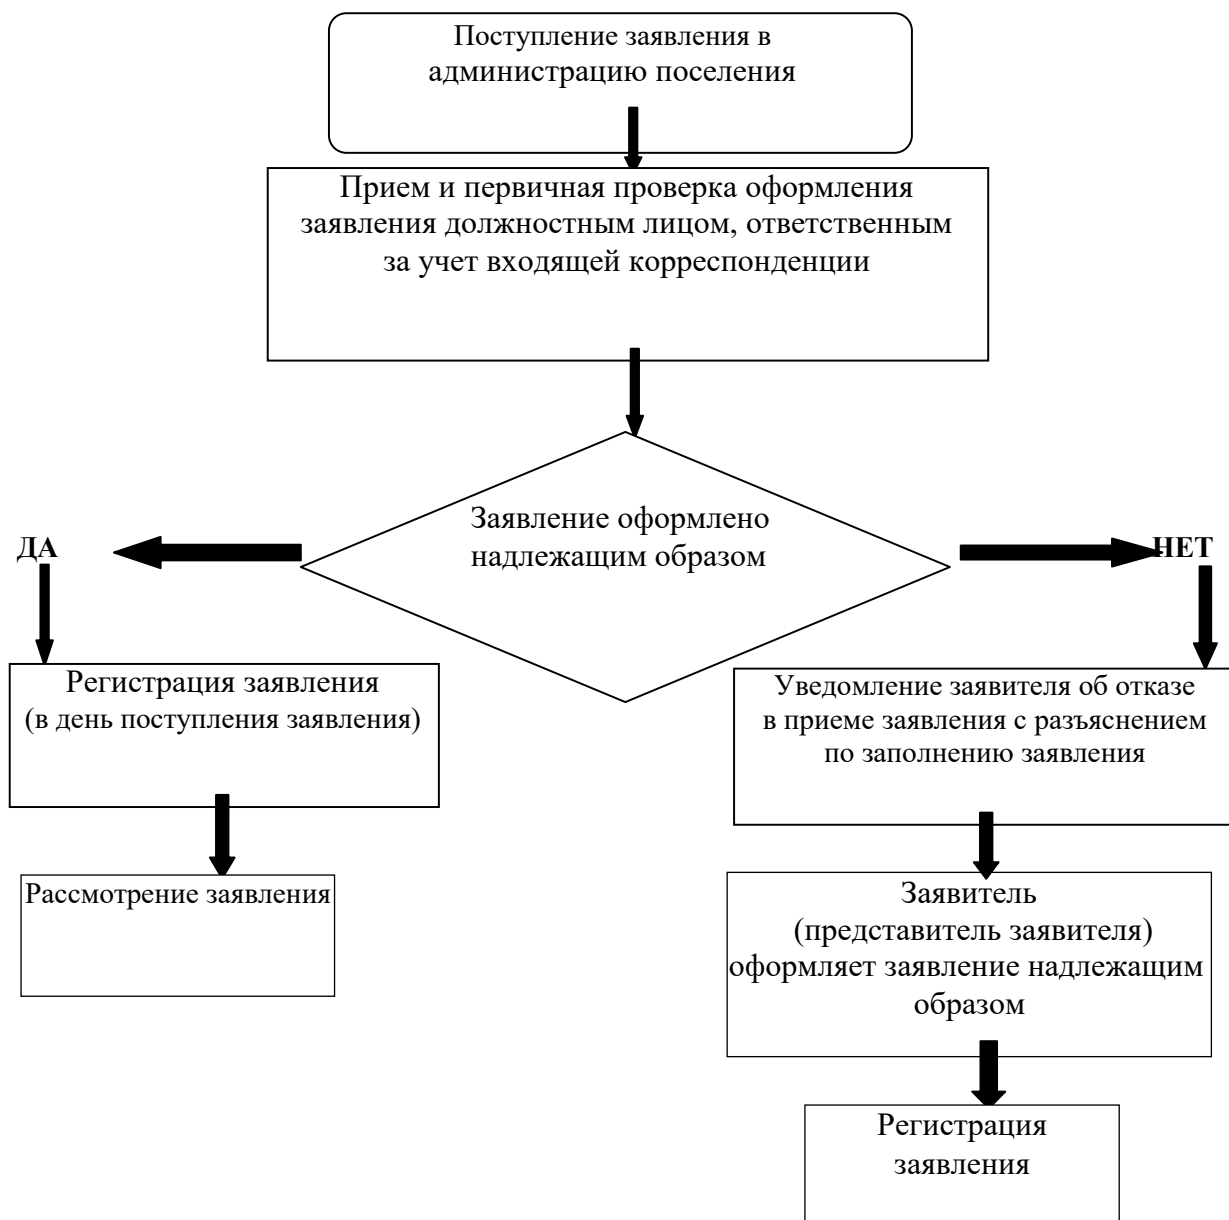 Поступление заявления в
администрацию поселения
Прием и первичная проверка оформления
заявления должностным лицом, ответственным
за учет входящей корреспонденции
Заявление оформлено
надлежащим образом
ДА
НЕТ
Регистрация заявления
(в день поступления заявления)
Рассмотрение заявления
Уведомление заявителя об отказе
в приеме заявления с разъяснением
по заполнению заявления
Заявитель
(представитель заявителя)
оформляет заявление надлежащим
образом
Регистрация
заявления